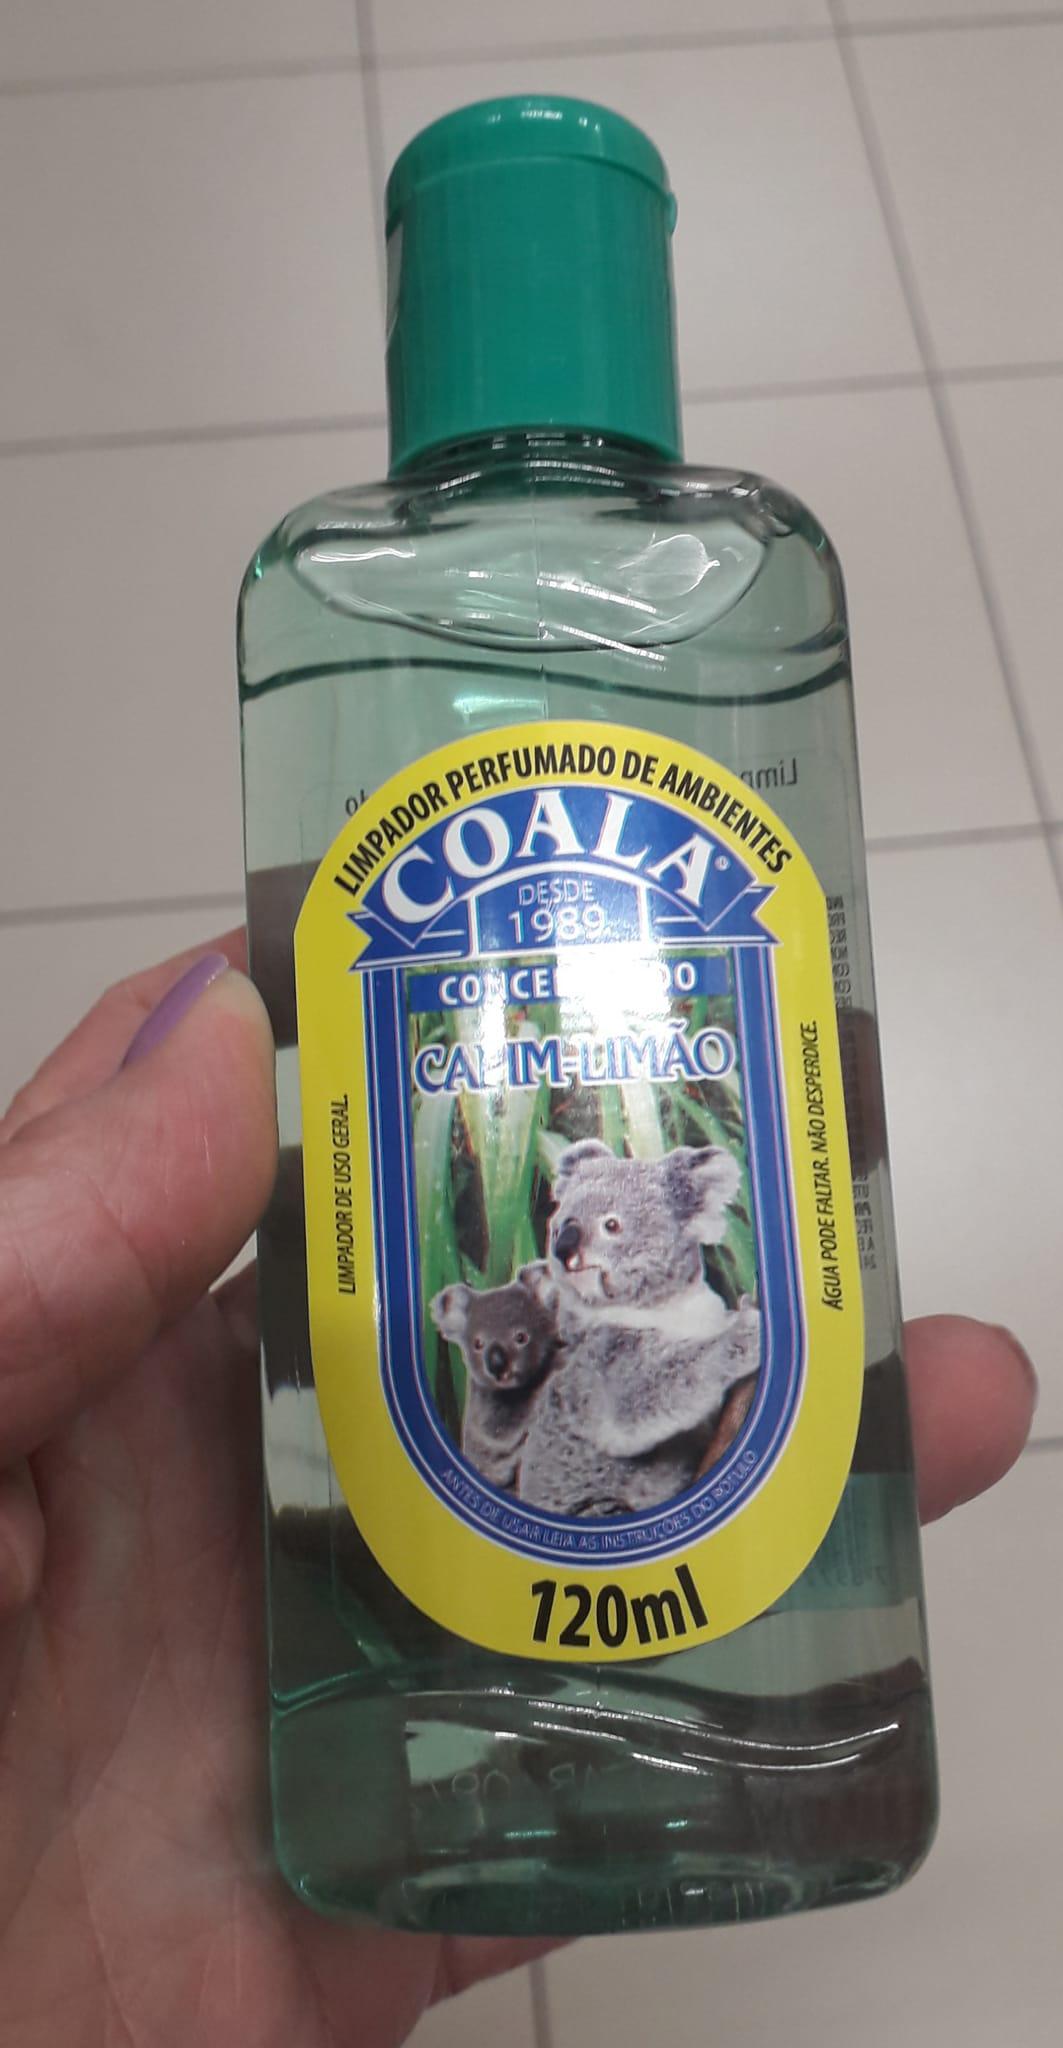 LIMPADOR PERFUMADO DE AMBIENTES
COALA®
DESDE
1989
CAPIM-LIMÃO
LIMPADOR DE USO GERAL.
ÁGUA PODE FALTAR. NÃO DESPERDICE.
ANTES DE USAR LEIA AS INSTRUÇÕES DO RÓTULO
120ml